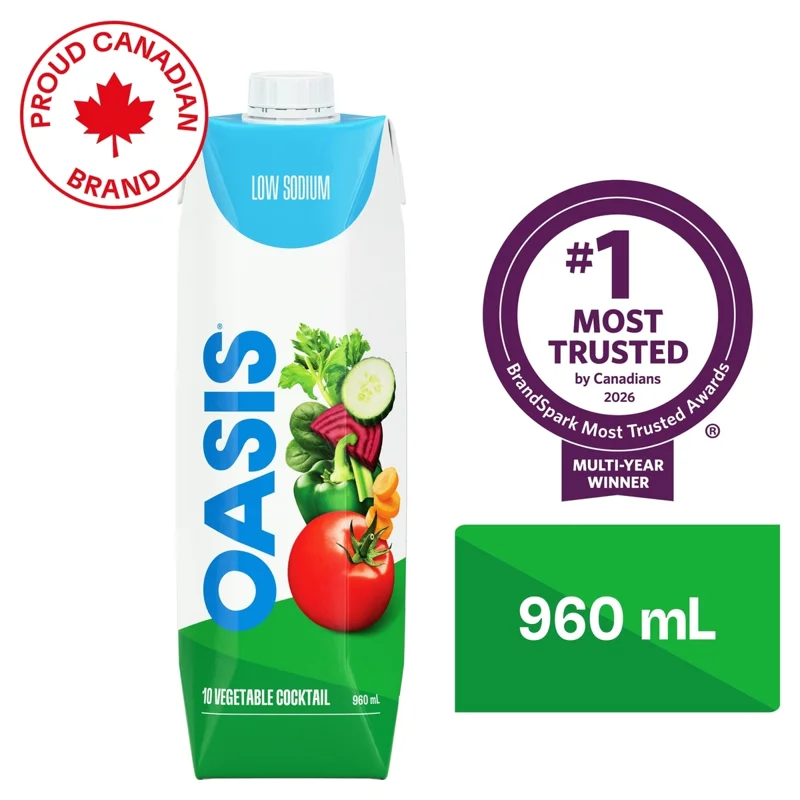 PROUD CANADIAN
BRAND
LOW SODIUM
OASIS®
10 VEGETABLE COCKTAIL 960 mL
#1
MOST
TRUSTED
by Canadians
2026
BrandSpark Most Trusted Awards
®
MULTI-YEAR
WINNER
960 mL